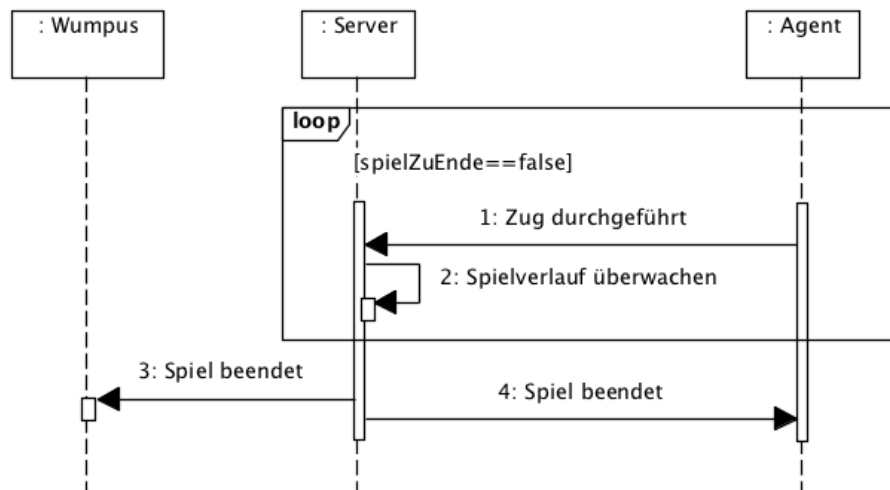 : Wumpus
: Server
: Agent
loop
[spielZuEnde==false]
1: Zug durchgeführt
2: Spielverlauf überwachen
3: Spiel beendet
4: Spiel beendet